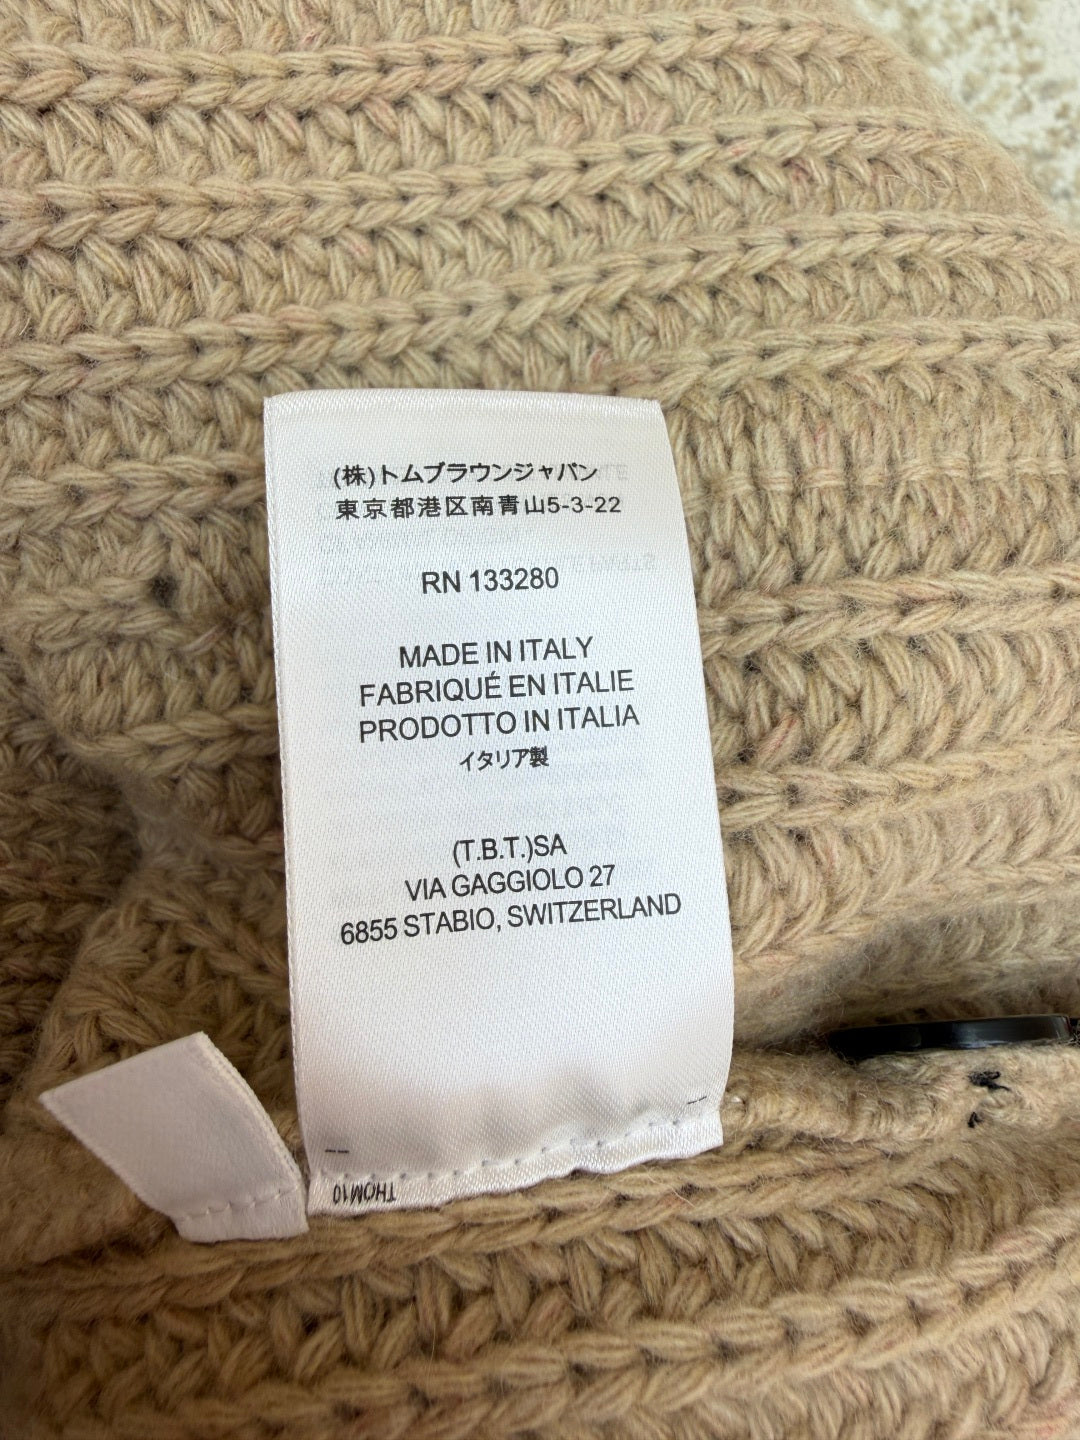 (株)トムブラウンジャパン
東京都港区南青山5-3-22
RN 133280
MADE IN ITALY
FABRIQUÉ EN ITALIE
PRODOTTO IN ITALIA
イタリア製
(T.B.T.)SA
VIA GAGGIOLO 27
6855 STABIO, SWITZERLAND
THOM10